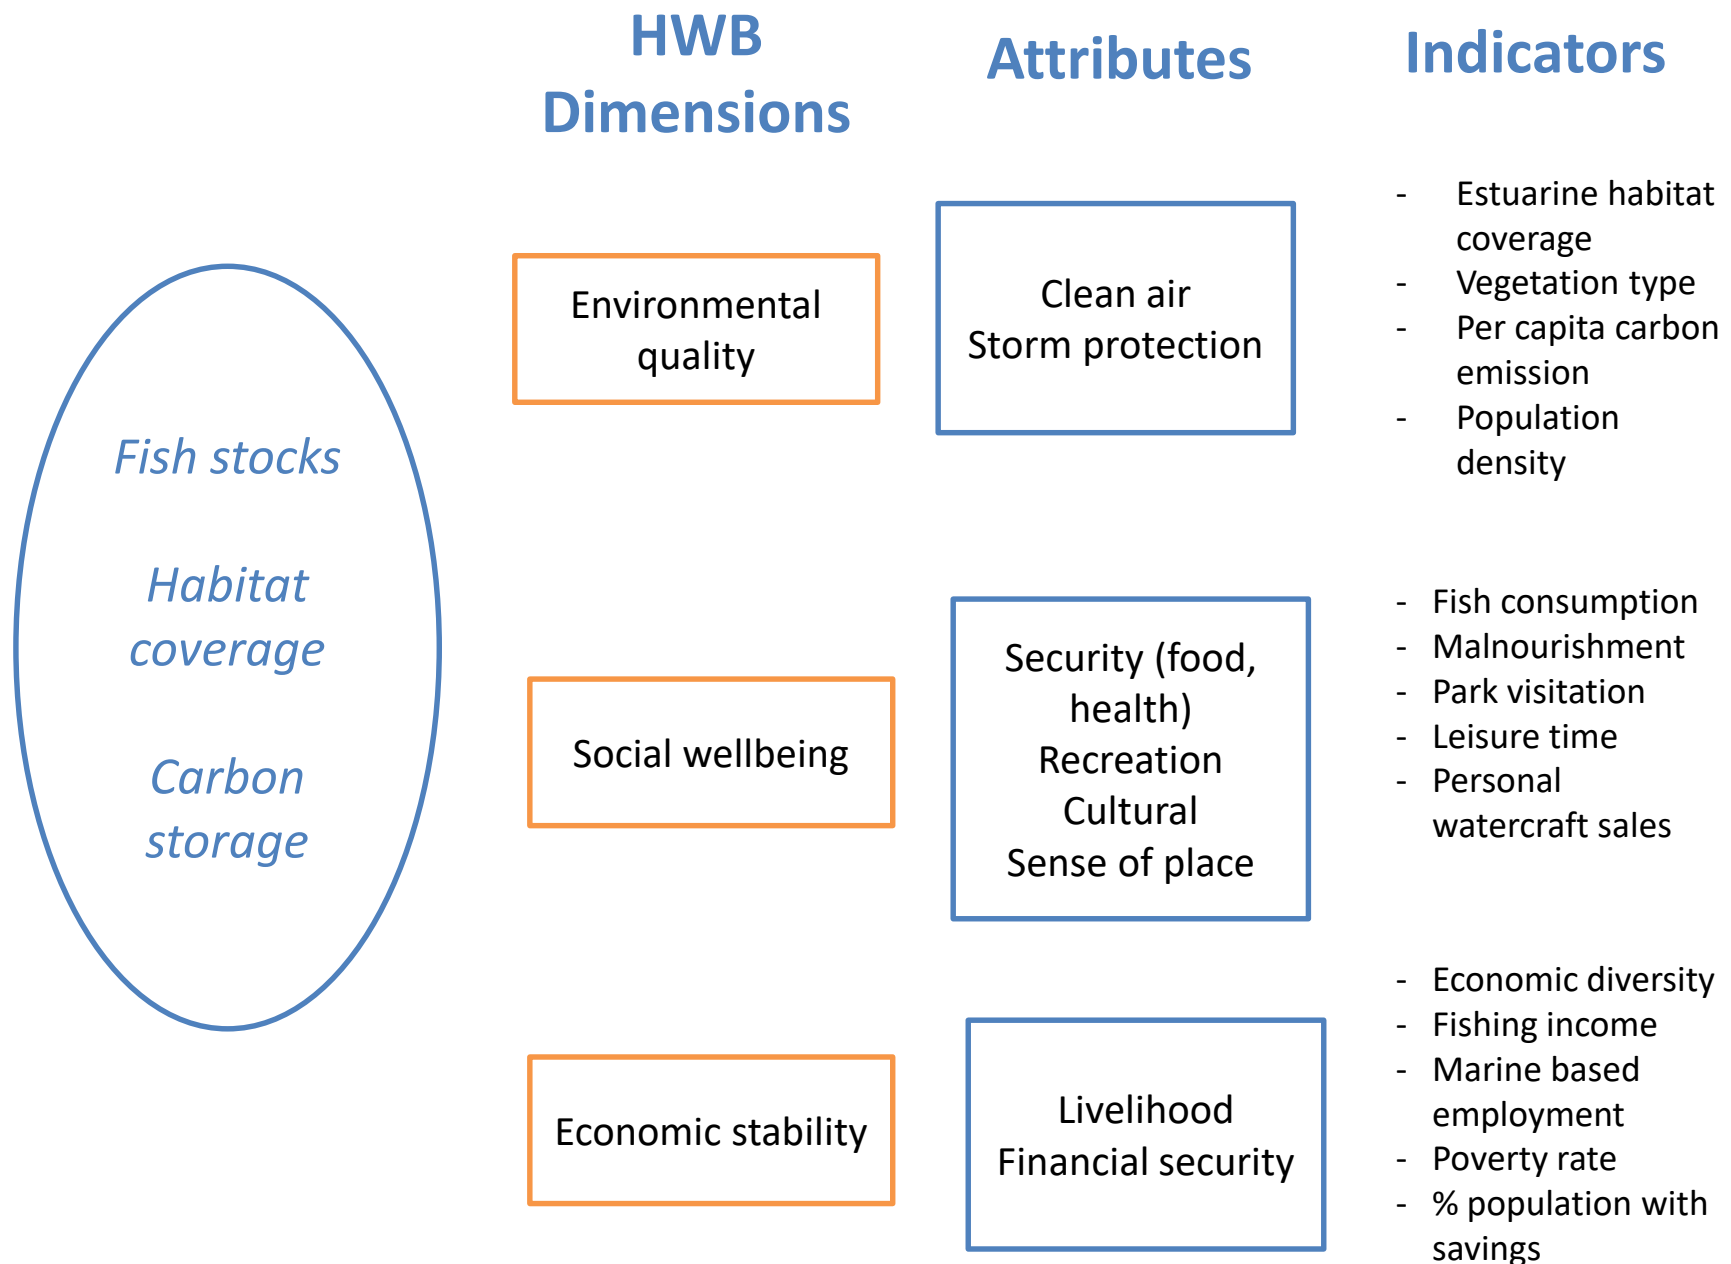 HWB
Dimensions
Attributes
Indicators
Fish stocks
Habitat
coverage
Carbon
storage
Environmental
quality
Clean air
Storm protection
- Estuarine habitat
coverage
- Vegetation type
- Per capita carbon
emission
- Population
density
Social wellbeing
Security (food,
health)
Recreation
Cultural
Sense of place
- Fish consumption
- Malnourishment
- Park visitation
- Leisure time
- Personal
watercraft sales
Economic stability
Livelihood
Financial security
- Economic diversity
- Fishing income
- Marine based
employment
- Poverty rate
- % population with
savings